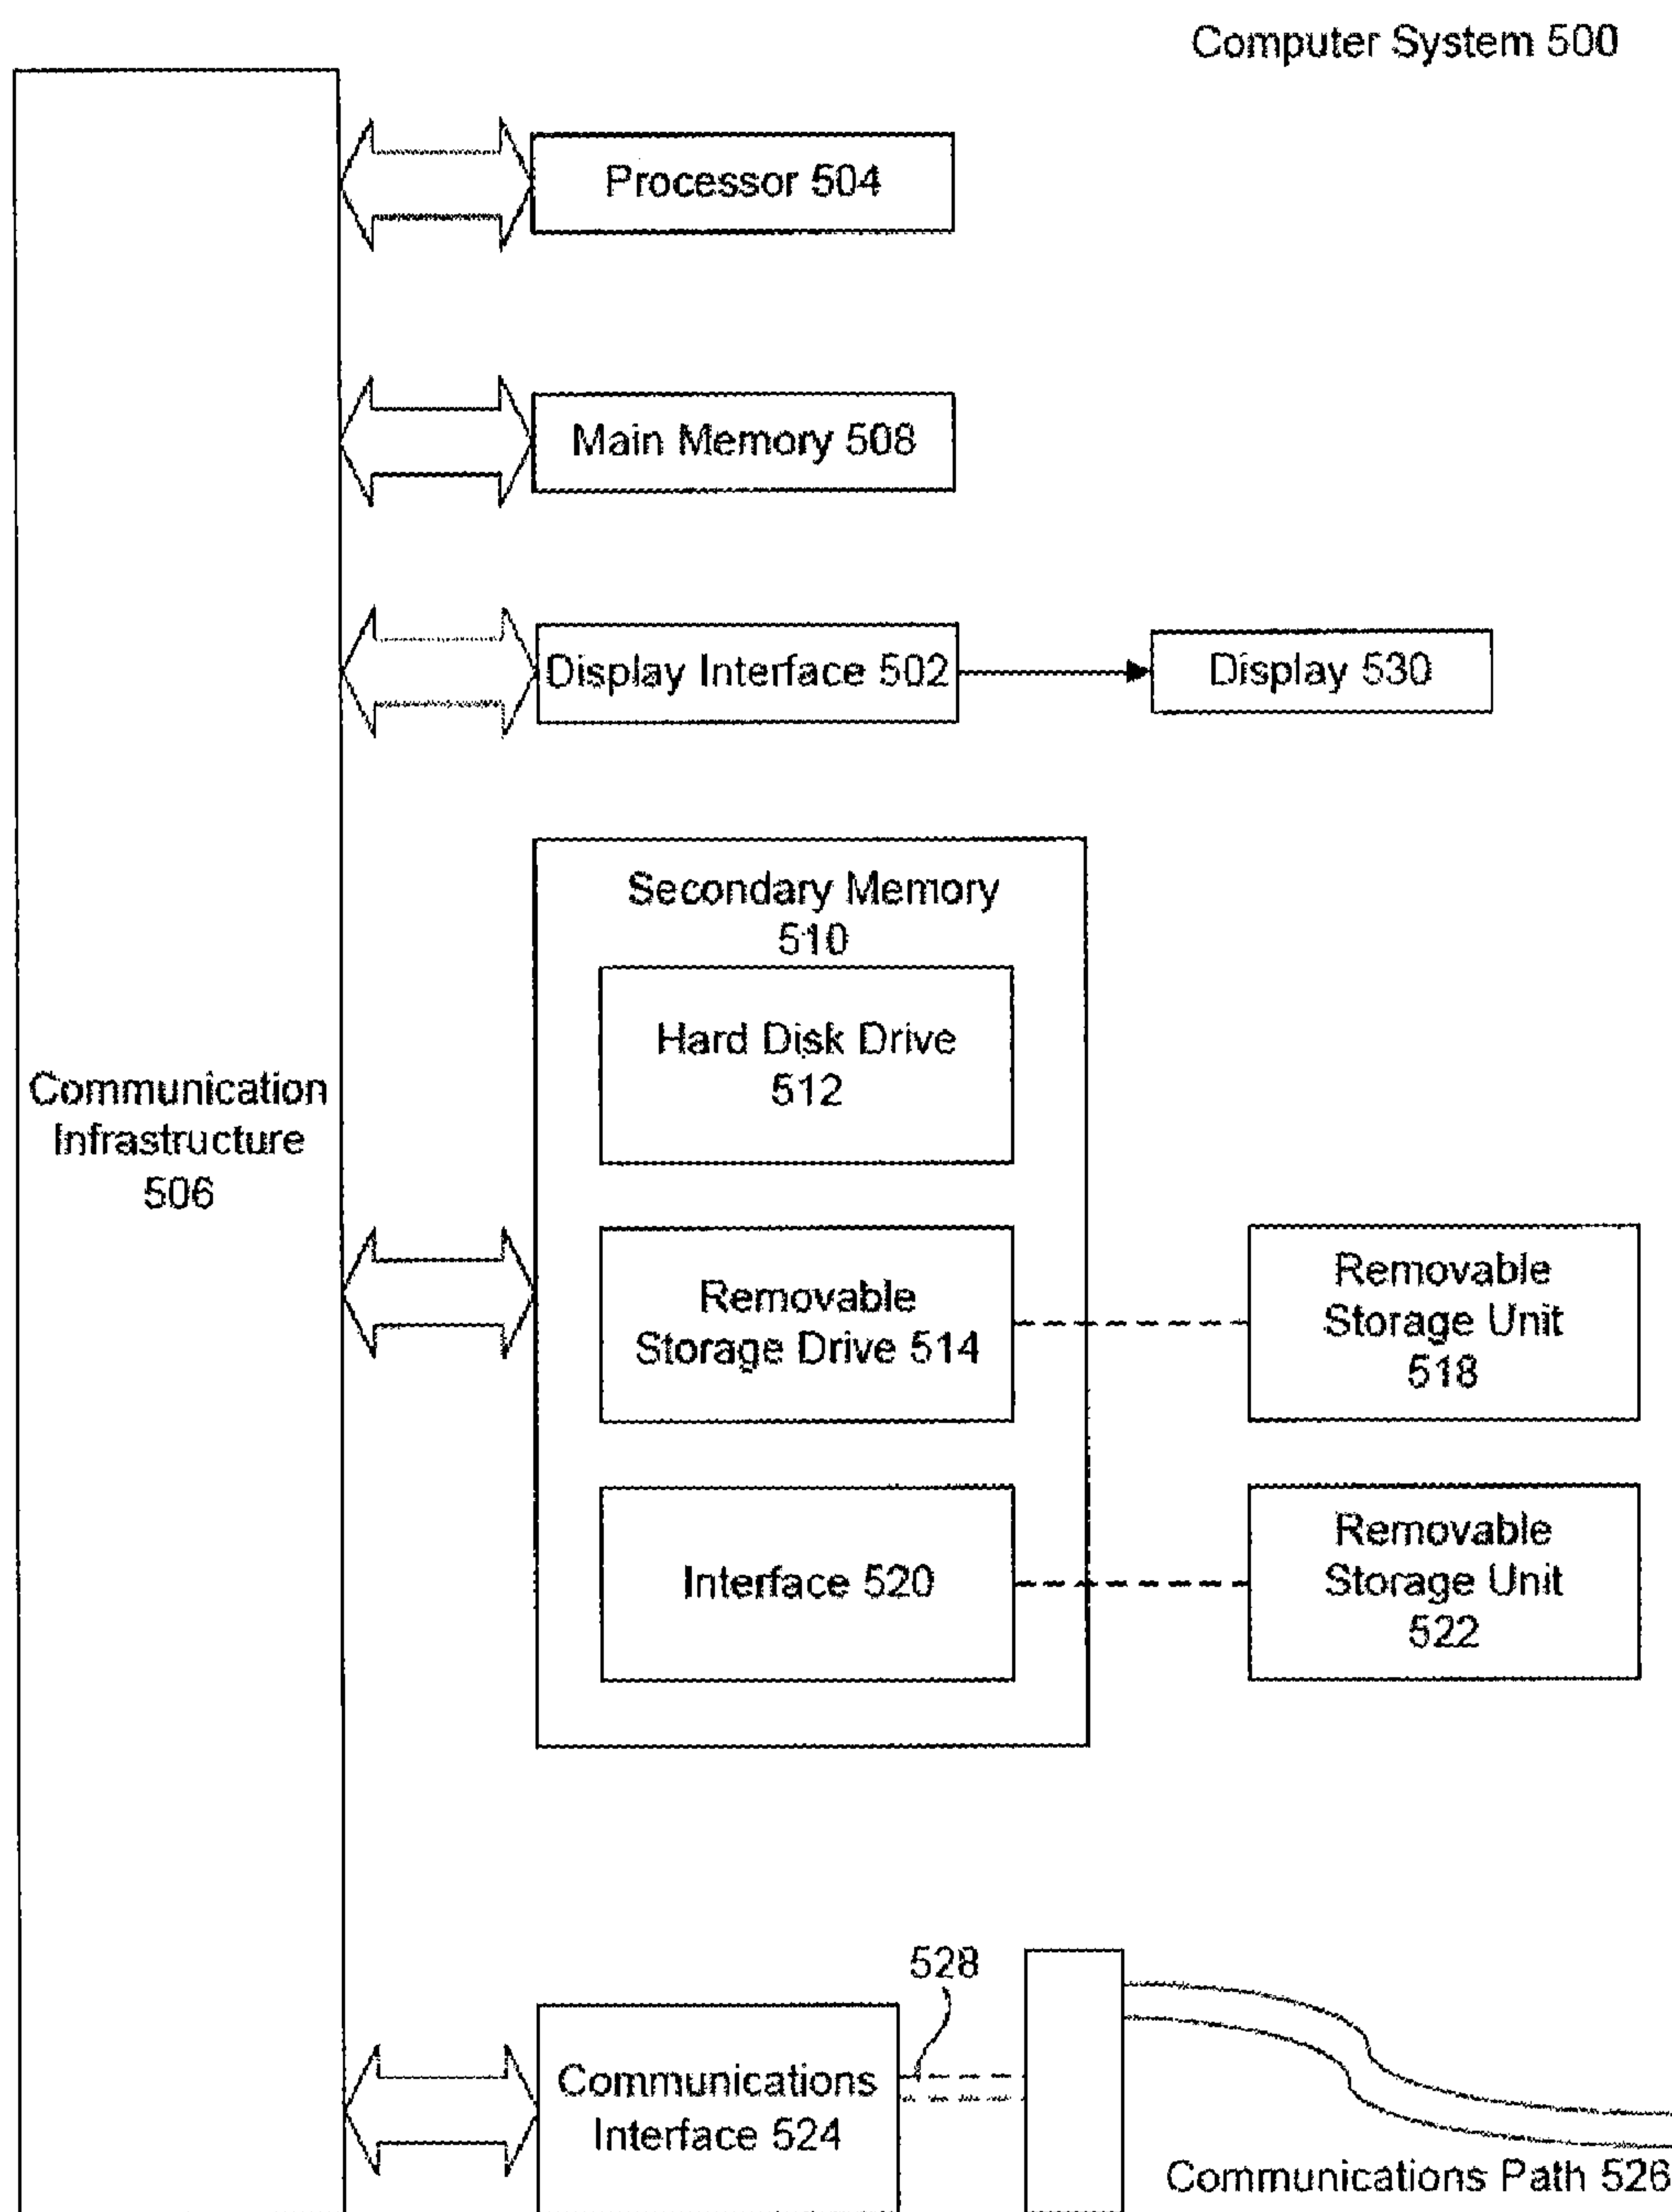 Computer System 500
Processor 504
Main Memory 508
Display Interface 502
Display 530
Secondary Memory
510
Hard Disk Drive
512
Communication
Infrastructure
506
Removable
Storage Drive 514
Removable
Storage Unit
518
Interface 520
Removable
Storage Unit
522
528
Communications
Interface 524
Communications Path 526